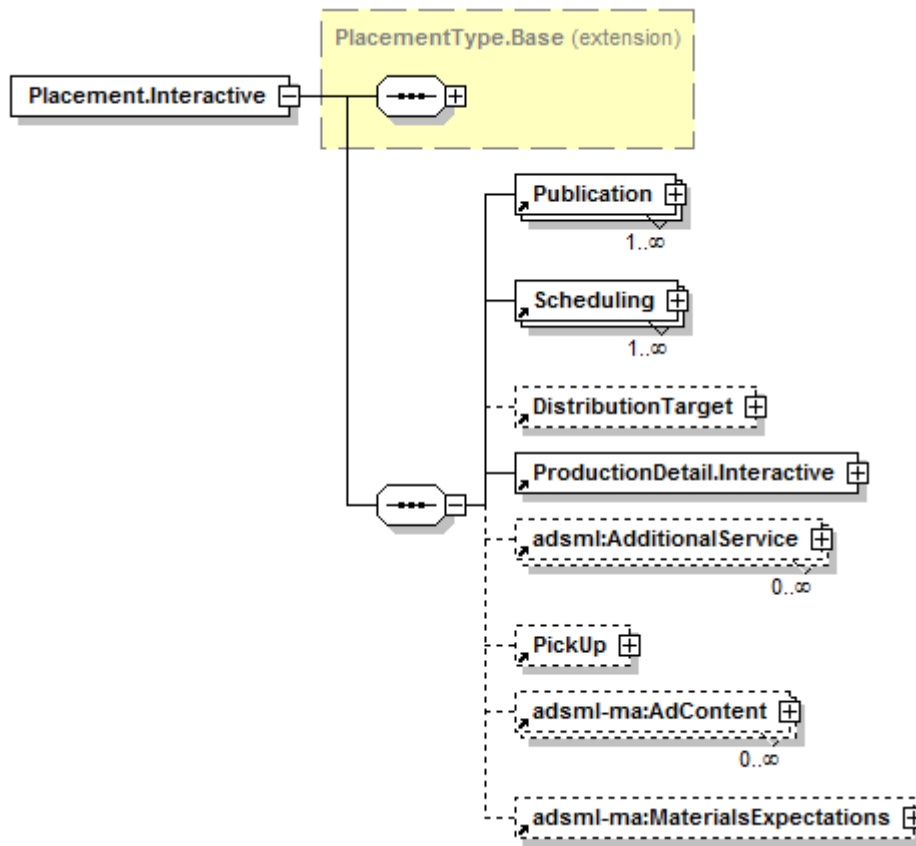 PlacementType.Base (extension)
Placement.Interactive
Publication
1..∞
Scheduling
1..∞
DistributionTarget
ProductionDetail.Interactive
adsml:AdditionalService
0..∞
PickUp
adsml-ma:AdContent
0..∞
adsml-ma:MaterialsExpectations